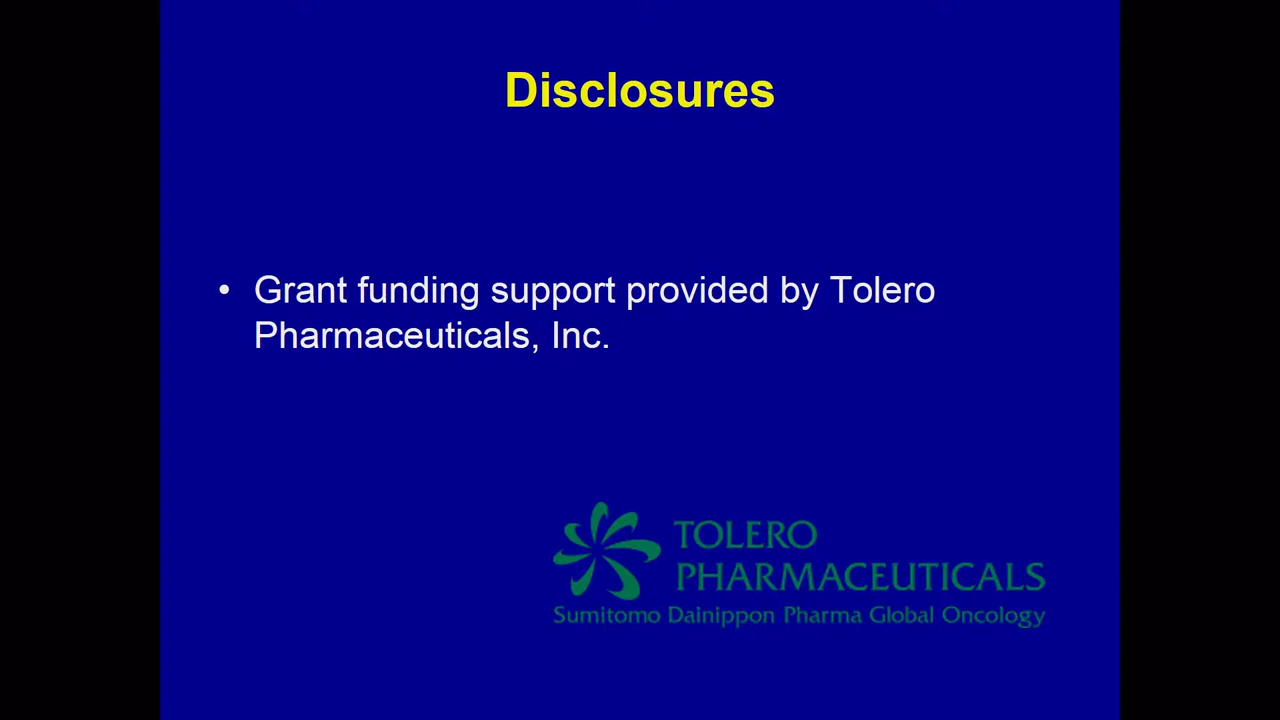 Disclosures
• Grant funding support provided by Tolero
Pharmaceuticals, Inc.
TOLERO
PHARMACEUTICALS
Sumitomo Dainippon Pharma Global Oncology